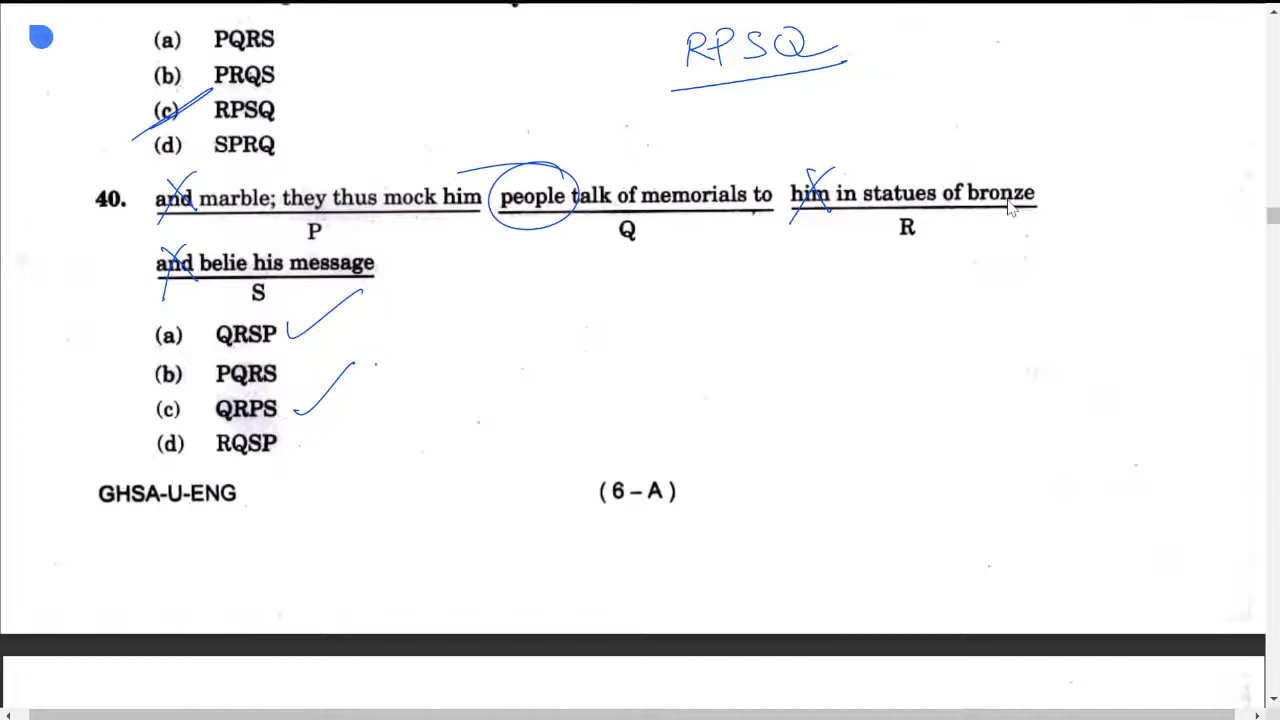 (a) PQRS
RPSQ
(b) PRQS
(c) RPSQ
(d) SPRQ
40. and marble; they thus mock him people talk of memorials to him in statues of bronze
P Q R
and belie his message
S
(a) QRSP
(b) PQRS
(c) QRPS
(d) RQSP
GHSA-U-ENG (6–A)